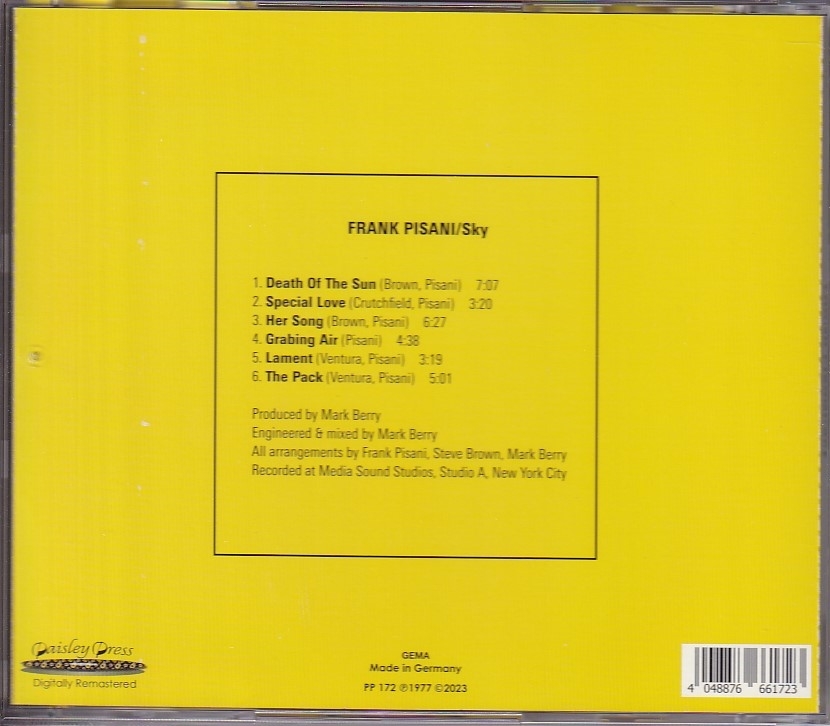 FRANK PISANI/Sky
1. Death Of The Sun (Brown, Pisani) 7:07
2. Special Love (Crutchfield, Pisani) 3:20
3. Her Song (Brown, Pisani) 6:27
4. Grabing Air (Pisani) 4:38
5. Lament (Ventura, Pisani) 3:19
6. The Pack (Ventura, Pisani) 5:01
Produced by Mark Berry
Engineered & mixed by Mark Berry
All arrangements by Frank Pisani, Steve Brown, Mark Berry
Recorded at Media Sound Studios, Studio A, New York City
Paisley Press
Digitally Remastered
GEMA
Made in Germany
PP 172 ℗1977 ©2023
4 048876 661723